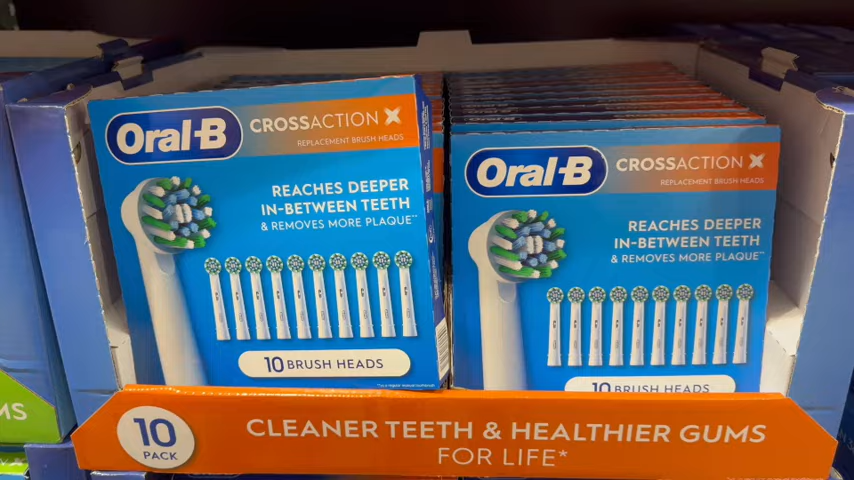 Oral-B CROSSACTION X
REPLACEMENT BRUSH HEADS
REACHES DEEPER
IN-BETWEEN TEETH
& REMOVES MORE PLAQUE**
10 BRUSH HEADS
Oral-B CROSSACTION X
REPLACEMENT BRUSH HEADS
REACHES DEEPER
IN-BETWEEN TEETH
& REMOVES MORE PLAQUE**
10 BRUSH HEADS
MS
10
PACK
CLEANER TEETH & HEALTHIER GUMS
FOR LIFE*